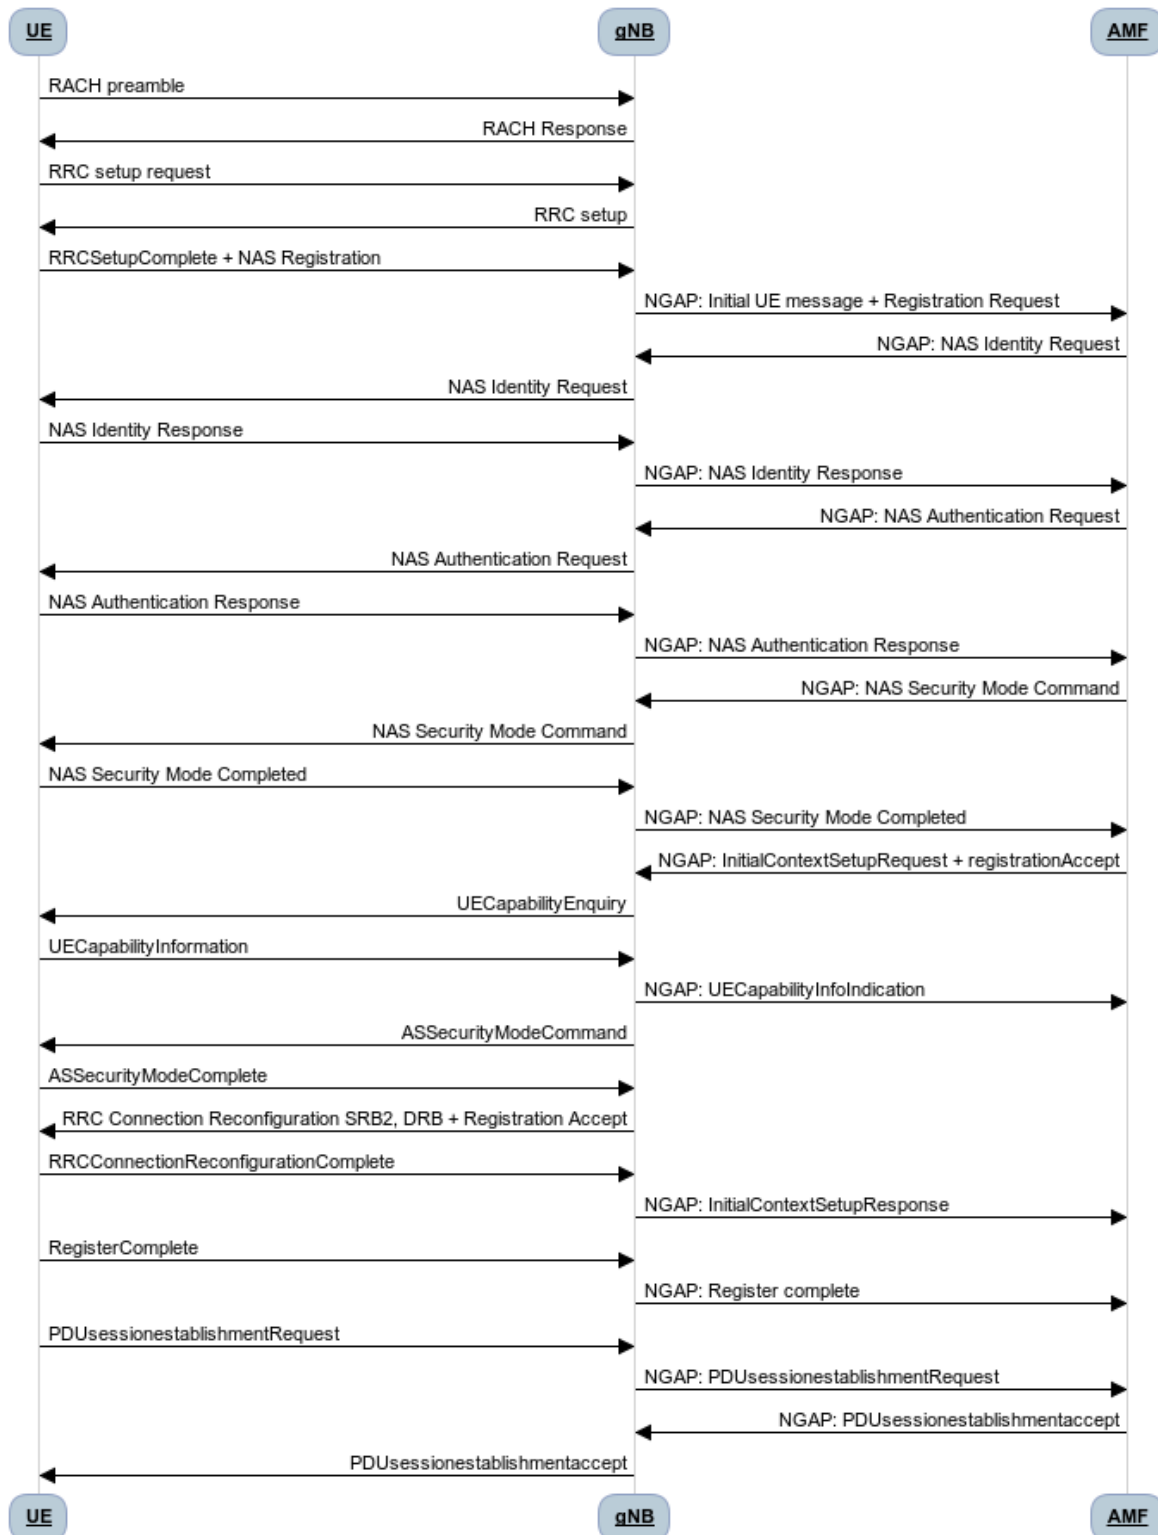 UE gNB AMF
RACH preamble
RACH Response
RRC setup request
RRC setup
RRCSetupComplete + NAS Registration
NGAP: Initial UE message + Registration Request
NGAP: NAS Identity Request
NAS Identity Request
NAS Identity Response
NGAP: NAS Identity Response
NGAP: NAS Authentication Request
NAS Authentication Request
NAS Authentication Response
NGAP: NAS Authentication Response
NGAP: NAS Security Mode Command
NAS Security Mode Command
NAS Security Mode Completed
NGAP: NAS Security Mode Completed
NGAP: InitialContextSetupRequest + registrationAccept
UECapabilityEnquiry
UECapabilityInformation
NGAP: UECapabilityInfoIndication
ASSecurityModeCommand
ASSecurityModeComplete
RRC Connection Reconfiguration SRB2, DRB + Registration Accept
RRCConnectionReconfigurationComplete
NGAP: InitialContextSetupResponse
RegisterComplete
NGAP: Register complete
PDUsessionestablishmentRequest
NGAP: PDUsessionestablishmentRequest
NGAP: PDUsessionestablishmentaccept
PDUsessionestablishmentaccept
UE gNB AMF